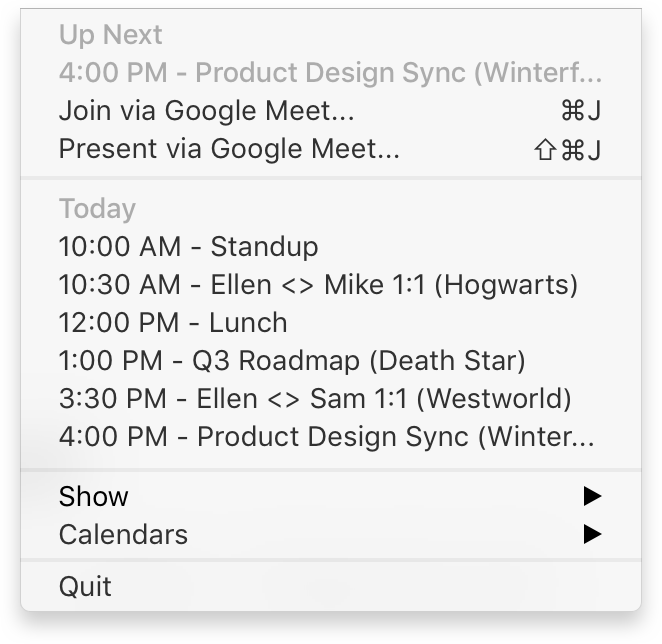 Up Next
4:00 PM - Product Design Sync (Winterf...
Join via Google Meet... ⌘J
Present via Google Meet... ⇧⌘J
Today
10:00 AM - Standup
10:30 AM - Ellen <> Mike 1:1 (Hogwarts)
12:00 PM - Lunch
1:00 PM - Q3 Roadmap (Death Star)
3:30 PM - Ellen <> Sam 1:1 (Westworld)
4:00 PM - Product Design Sync (Winter...
Show
Calendars
Quit